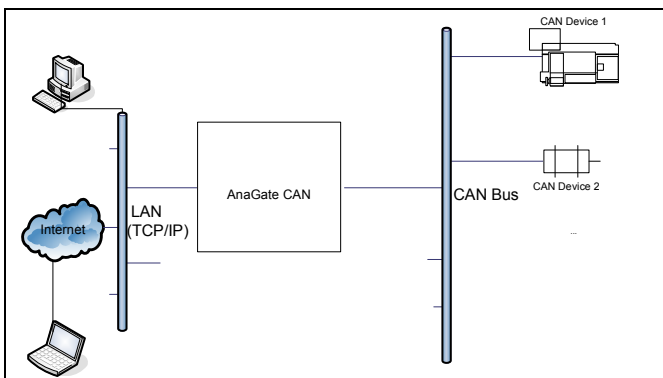 CAN Device 1
AnaGate CAN
LAN
(TCP/IP)
CAN Bus
CAN Device 2
Internet
...